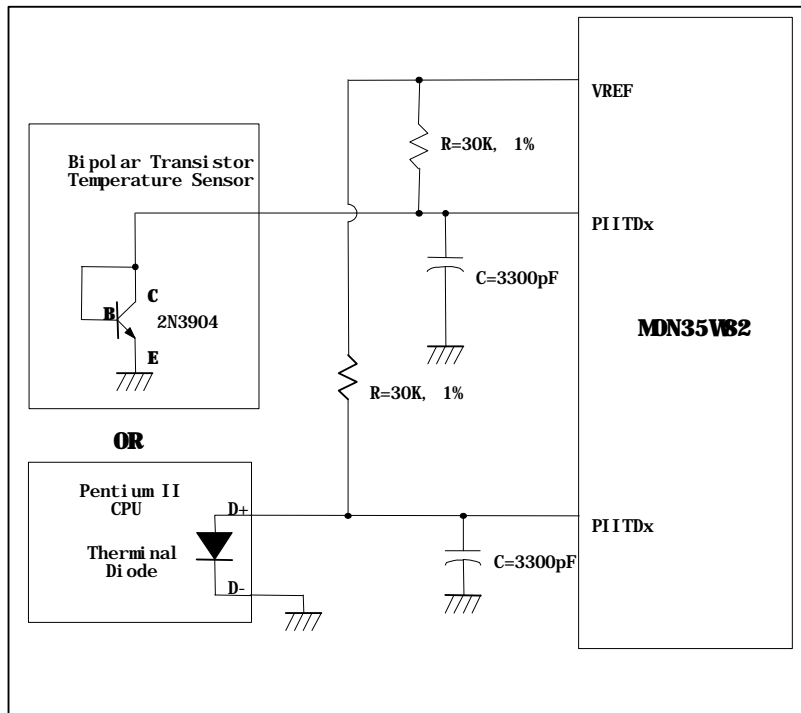 VREF
R=30K, 1%
Bipolar Transistor
Temperature Sensor
PIITDx
C=3300pF
C
B
2N3904
E
R=30K, 1%
OR
Pentium II
CPU
D+
Therminal
Diode
D-
PIITDx
C=3300pF